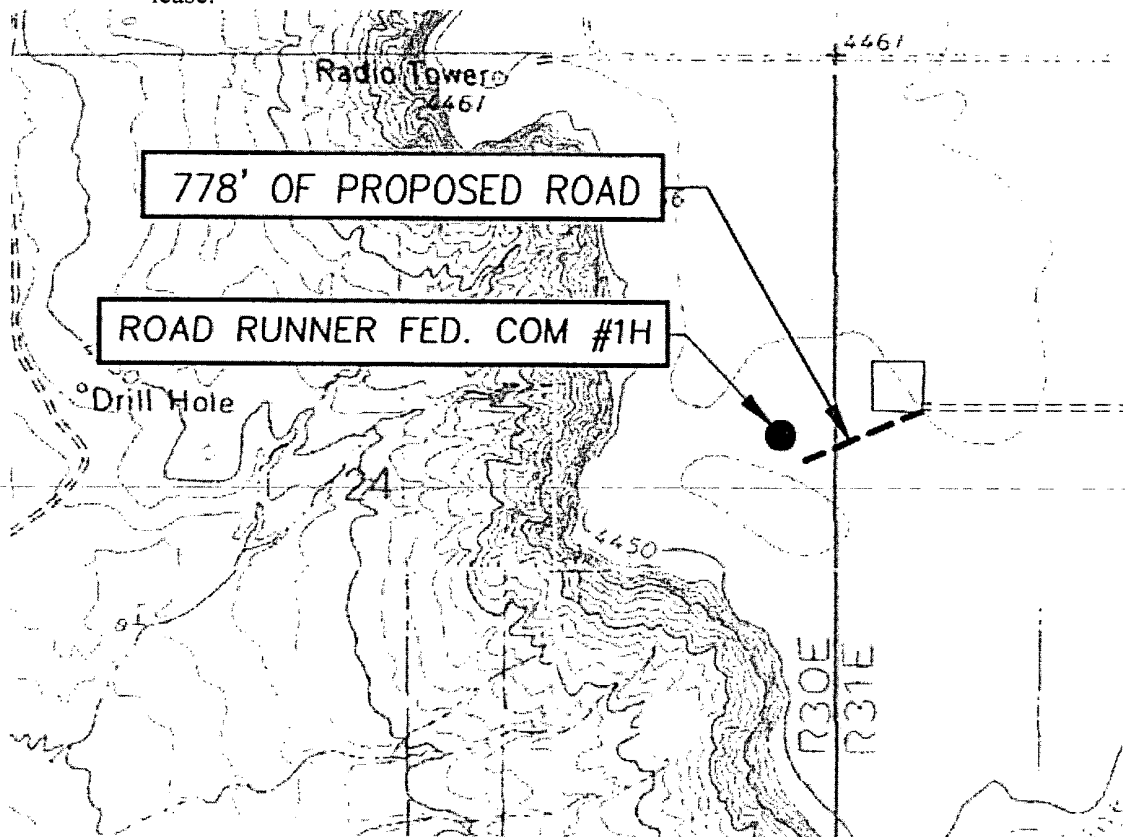 lease.
4461
Radio Tower
4461
778' OF PROPOSED ROAD
ROAD RUNNER FED. COM #1H
Drill Hole
24
4450
R30E
R31E